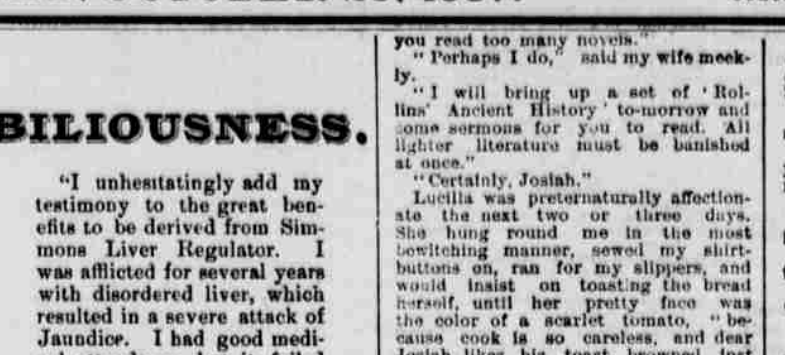 BILIOUSNESS.
"I unhesitatingly add my
testimony to the great ben-
efits to be derived from Sim-
mons Liver Regulator. I
was afflicted for several years
with disordered liver, which
resulted in a severe attack of
Jaundice. I had good medi-
you read too many novels."
"Perhaps I do," said my wife meek-
ly.
"I will bring up a set of 'Rol-
lins' Ancient History' to-morrow and
some sermons for you to read. All
lighter literature must be banished
at once."
"Certainly, Josiah."
Lucilla was preternaturally affection-
ate the next two or three days.
She hung round me in the most
bewitching manner, sewed my shirt-
buttons on, ran for my slippers, and
would insist on toasting the bread
herself, until her pretty face was
the color of a scarlet tomato, "be-
cause cook is so careless, and dear
Josiah likes his toast browned just